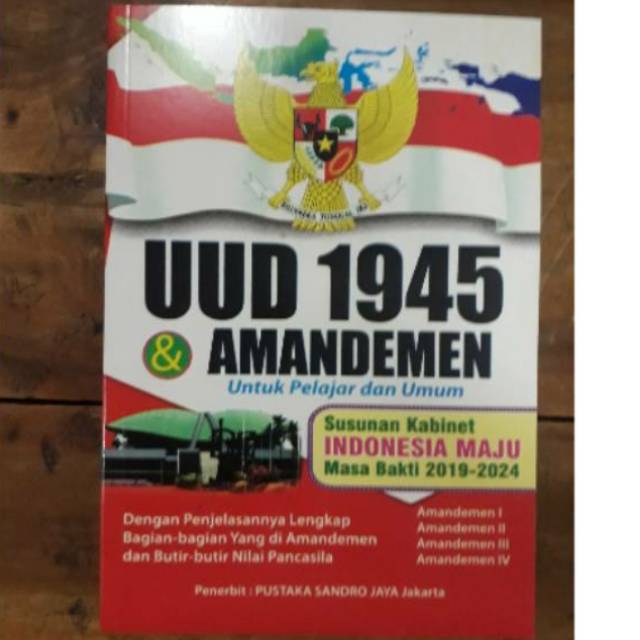 UUD 1945
& AMANDEMEN
Untuk Pelajar dan Umum
Susunan Kabinet
INDONESIA MAJU
Masa Bakti 2019-2024
Dengan Penjelasannya Lengkap
Bagian-bagian Yang di Amandemen
dan Butir-butir Nilai Pancasila
Amandemen I
Amandemen II
Amandemen III
Amandemen IV
Penerbit : PUSTAKA SANDRO JAYA Jakarta